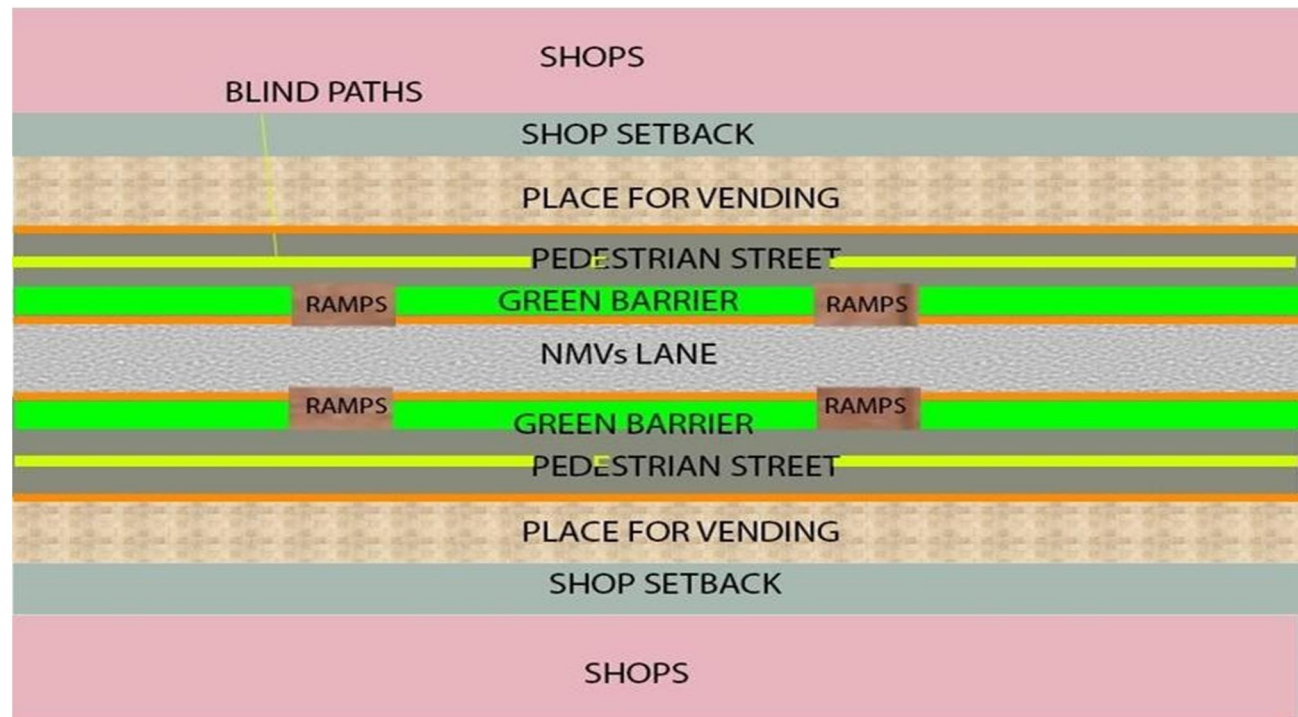 SHOPS
BLIND PATHS
SHOP SETBACK
PLACE FOR VENDING
PEDESTRIAN STREET
RAMPS GREEN BARRIER RAMPS
NMVs LANE
RAMPS RAMPS
GREEN BARRIER
PEDESTRIAN STREET
PLACE FOR VENDING
SHOP SETBACK
SHOPS